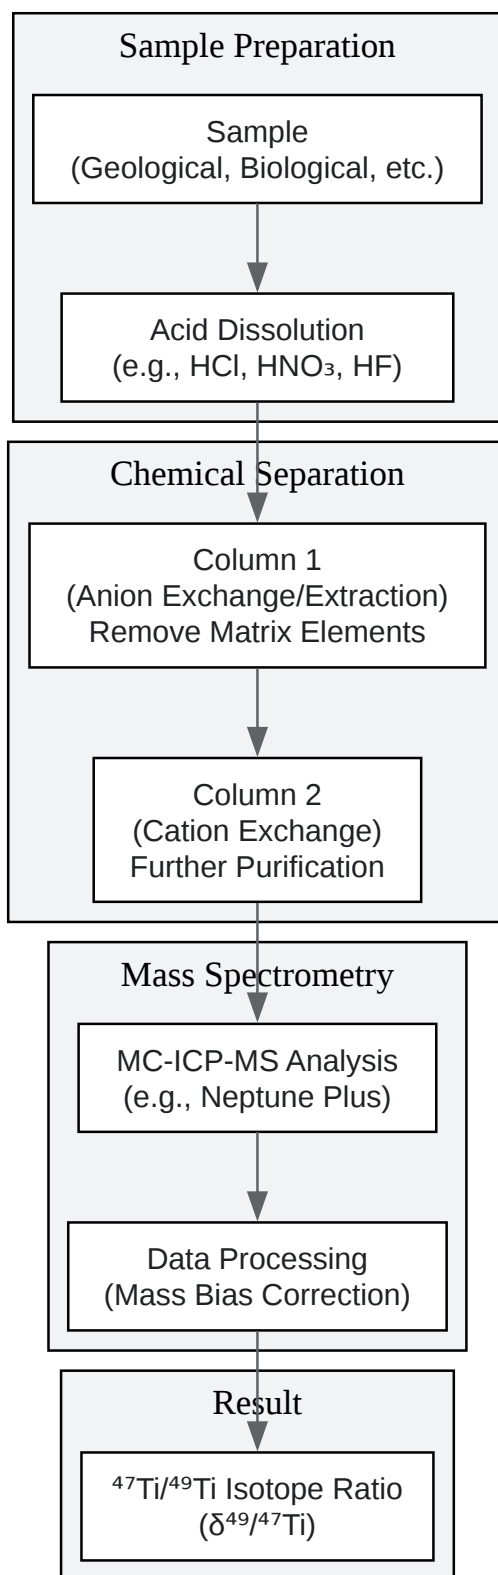 Sample Preparation
Sample
(Geological, Biological, etc.)
Acid Dissolution
(e.g., HCl, HNO₃, HF)
Chemical Separation
Column 1
(Anion Exchange/Extraction)
Remove Matrix Elements
Column 2
(Cation Exchange)
Further Purification
Mass Spectrometry
MC-ICP-MS Analysis
(e.g., Neptune Plus)
Data Processing
(Mass Bias Correction)
Result
⁴⁷Ti/⁴⁹Ti Isotope Ratio
(δ⁴⁹/⁴⁷Ti)